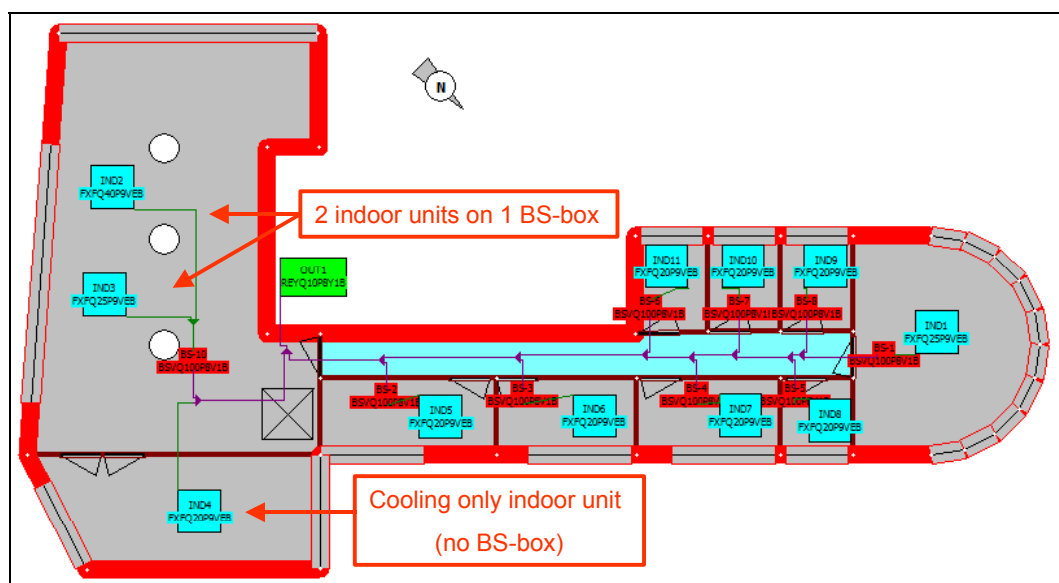 N
IND2
FXFQ40P9VEB
2 indoor units on 1 BS-box
IND3
FXFQ25P9VEB
OUT1
REYQ10P8Y1B
IND11
FXFQ20P9VEB
IND10
FXFQ20P9VEB
IND9
FXFQ20P9VEB
BS-6
BSVQ100P8V1B
BS-7
BSVQ100P8V1B
BS-8
BSVQ100P8V1B
IND1
FXFQ25P9VEB
BS-10
BSVQ100P8V1B
BS-1
BSVQ100P8V1B
BS-2
BSVQ100P8V1B
BS-3
BSVQ100P8V1B
BS-4
BSVQ100P8V1B
BS-5
BSVQ100P8V1B
IND5
FXFQ20P9VEB
IND6
FXFQ20P9VEB
IND7
FXFQ20P9VEB
IND8
FXFQ20P9VEB
IND4
FXFQ20P9VEB
Cooling only indoor unit
(no BS-box)